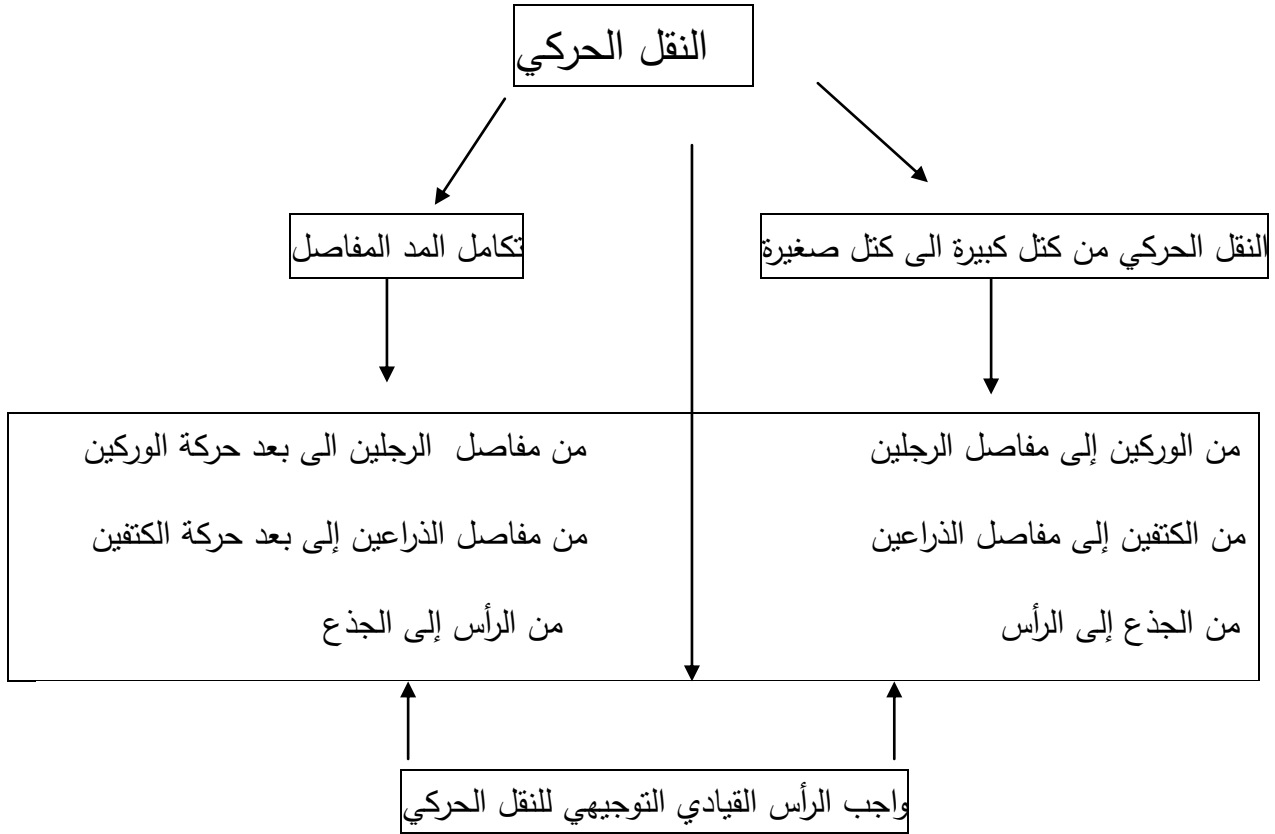 النقل الحركي
النقل الحركي من كتل كبيرة الى كتل صغيرة
تكامل المد المفاصل
من الوركين إلى مفاصل الرجلين
من مفاصل الرجلين الى بعد حركة الوركين
من الكتفين إلى مفاصل الذراعين
من مفاصل الذراعين إلى بعد حركة الكتفين
من الجذع إلى الرأس
من الرأس إلى الجذع
واجب الرأس القيادي التوجيهي للنقل الحركي